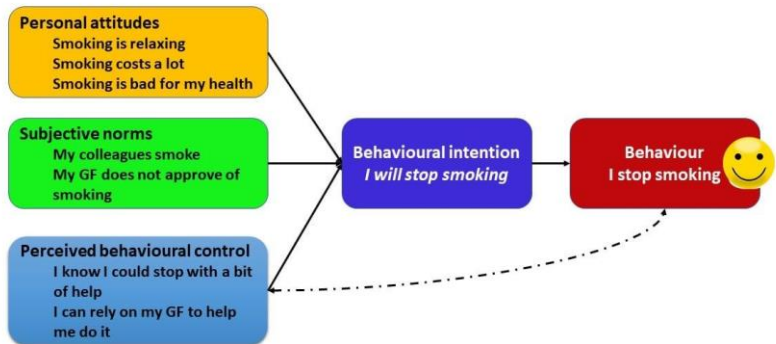 Personal attitudes
Smoking is relaxing
Smoking costs a lot
Smoking is bad for my health
Subjective norms
My colleagues smoke
My GF does not approve of
smoking
Perceived behavioural control
I know I could stop with a bit
of help
I can rely on my GF to help
me do it
Behavioural intention
I will stop smoking
Behaviour
I stop smoking